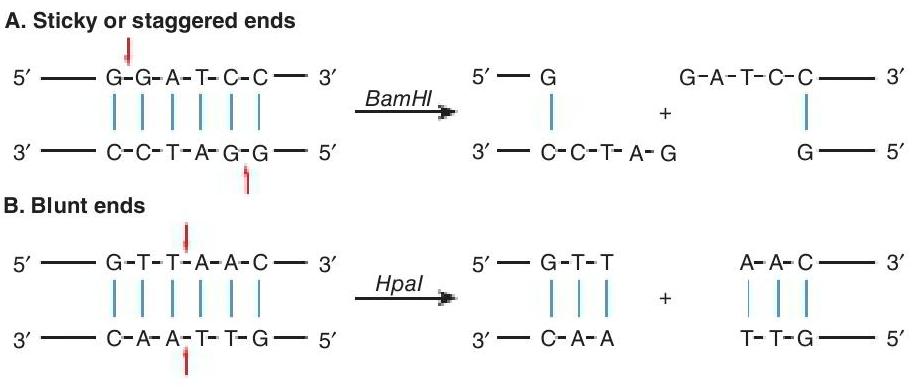 A. Sticky or staggered ends
5′ G-G-A-T-C-C 3′ BamHI 5′ G + G-A-T-C-C 3′
3′ C-C-T-A-G-G 5′ 3′ C-C-T-A-G G 5′
B. Blunt ends
5′ G-T-T-A-A-C 3′ HpaI 5′ G-T-T + A-A-C 3′
3′ C-A-A-T-T-G 5′ 3′ C-A-A T-T-G 5′